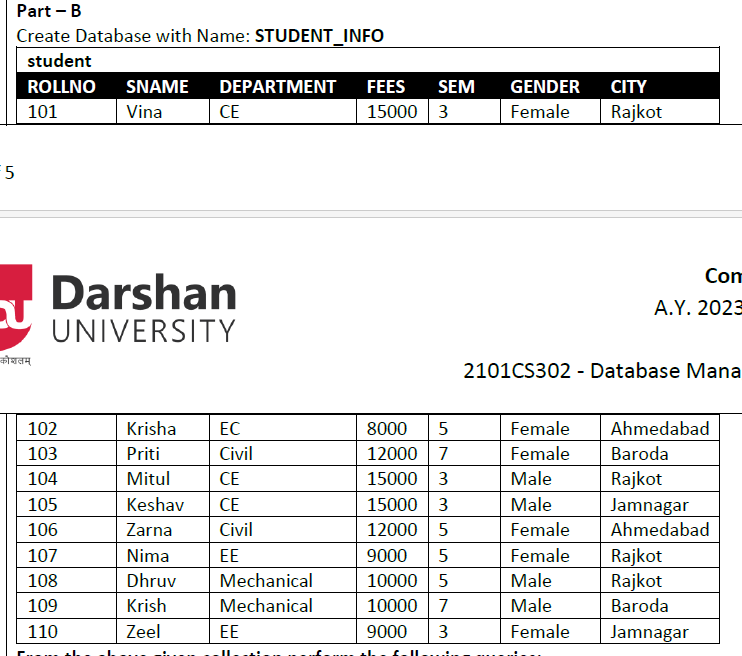 Part – B
Create Database with Name: STUDENT_INFO
student
ROLLNO SNAME DEPARTMENT FEES SEM GENDER CITY
101 Vina CE 15000 3 Female Rajkot
5
Darshan
UNIVERSITY
Com
A.Y. 2023
2101CS302 - Database Mana
102 Krisha EC 8000 5 Female Ahmedabad
103 Priti Civil 12000 7 Female Baroda
104 Mitul CE 15000 3 Male Rajkot
105 Keshav CE 15000 3 Male Jamnagar
106 Zarna Civil 12000 5 Female Ahmedabad
107 Nima EE 9000 5 Female Rajkot
108 Dhruv Mechanical 10000 5 Male Rajkot
109 Krish Mechanical 10000 7 Male Baroda
110 Zeel EE 9000 3 Female Jamnagar
From the above given collection perform the following queries: